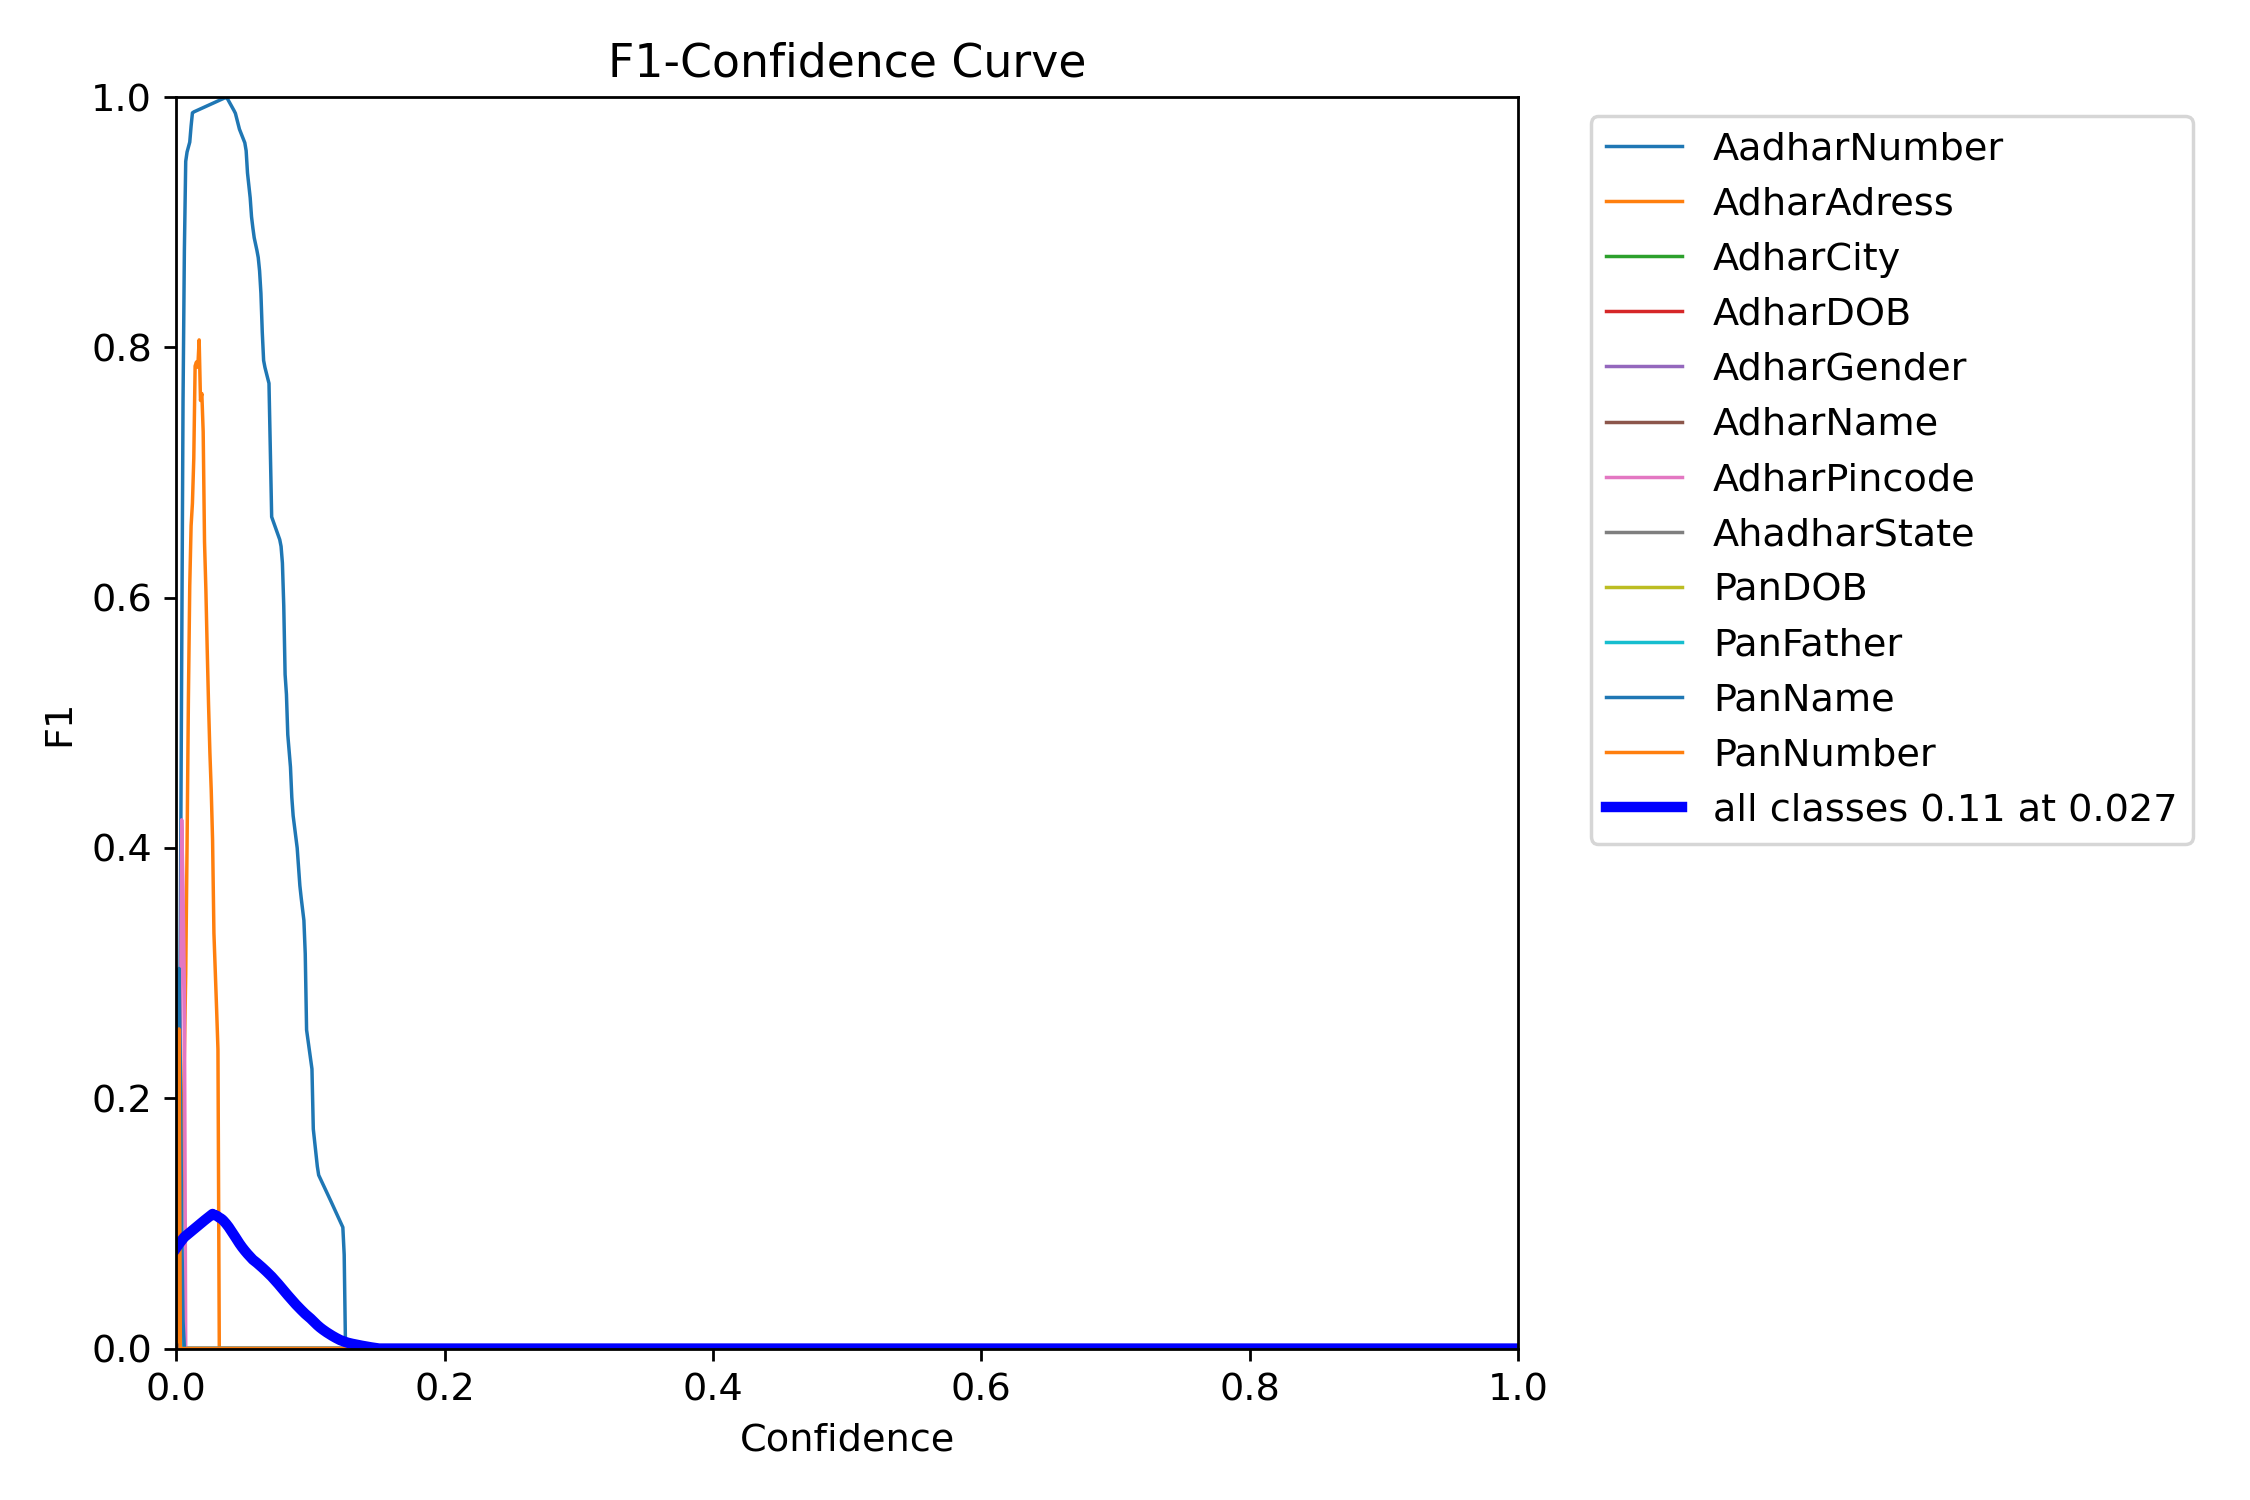 F1-Confidence Curve
1.0
0.8
0.6
0.4
0.2
0.0
F1
0.0 0.2 0.4 0.6 0.8 1.0
Confidence
AadharNumber
AdharAdress
AdharCity
AdharDOB
AdharGender
AdharName
AdharPincode
AhadharState
PanDOB
PanFather
PanName
PanNumber
all classes 0.11 at 0.027